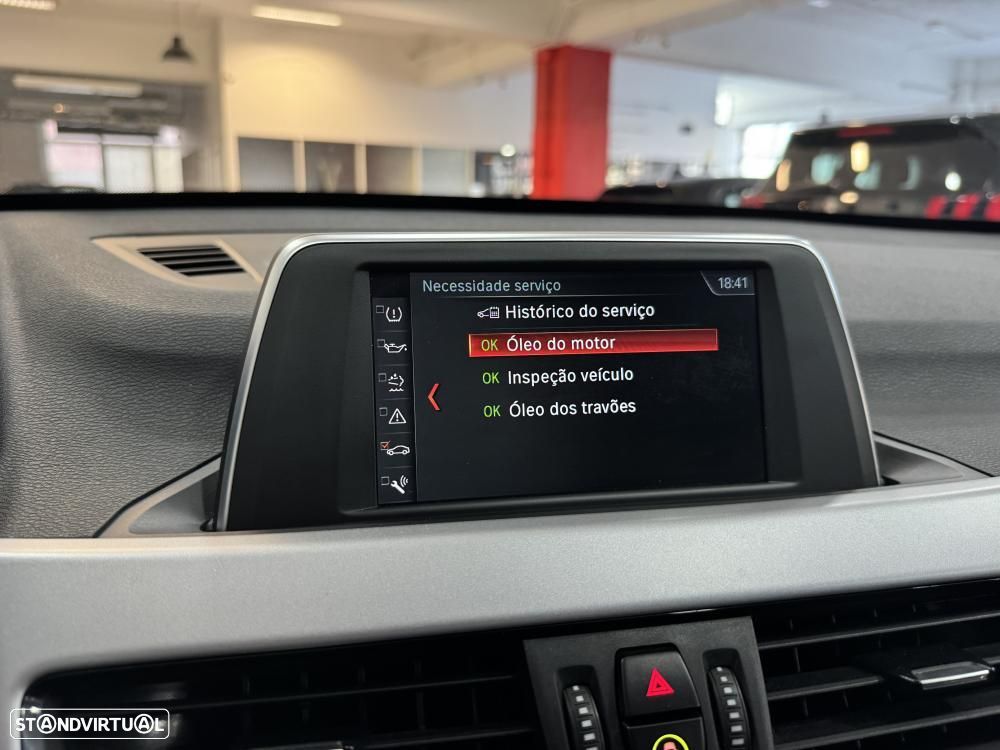 Necessidade serviço 18:41
Histórico do serviço
OK Óleo do motor
OK Inspeção veículo
OK Óleo dos travões
STANDVIRTUAL